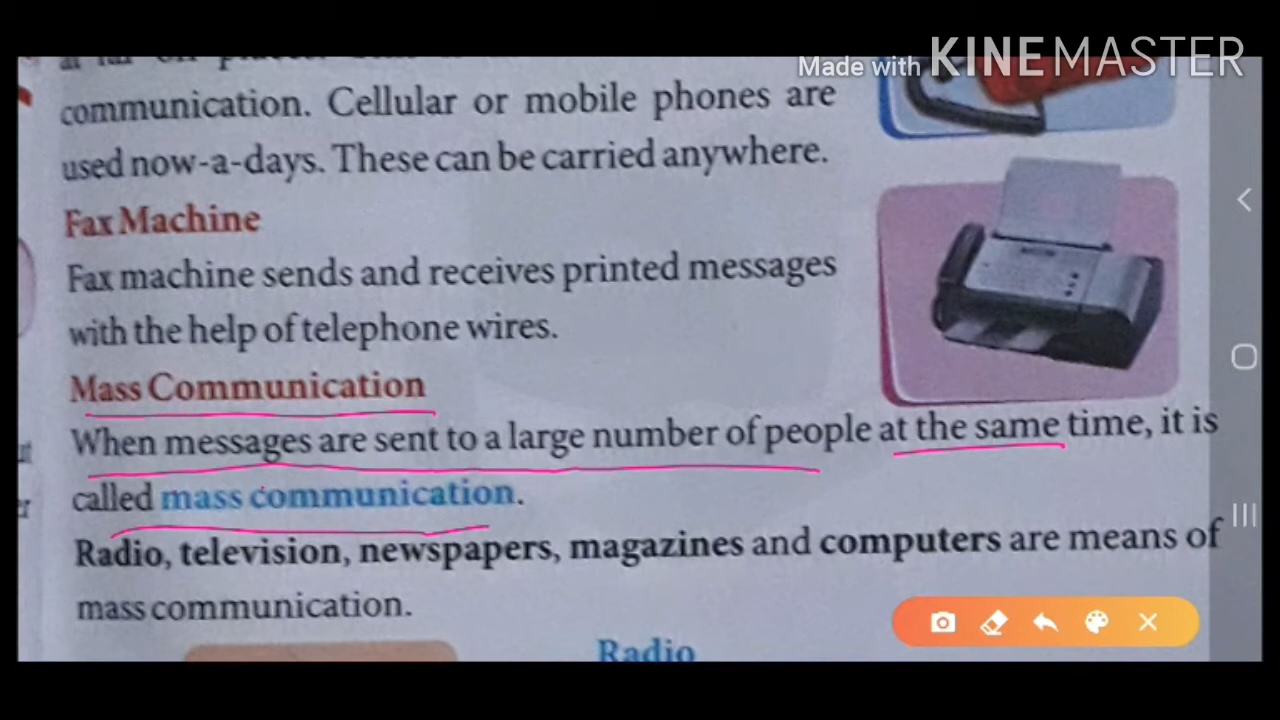 Made with KINEMASTER
communication. Cellular or mobile phones are
used now-a-days. These can be carried anywhere.
Fax Machine
Fax machine sends and receives printed messages
with the help of telephone wires.
Mass Communication
When messages are sent to a large number of people at the same time, it is
called mass communication.
Radio, television, newspapers, magazines and computers are means of
mass communication.
Radio